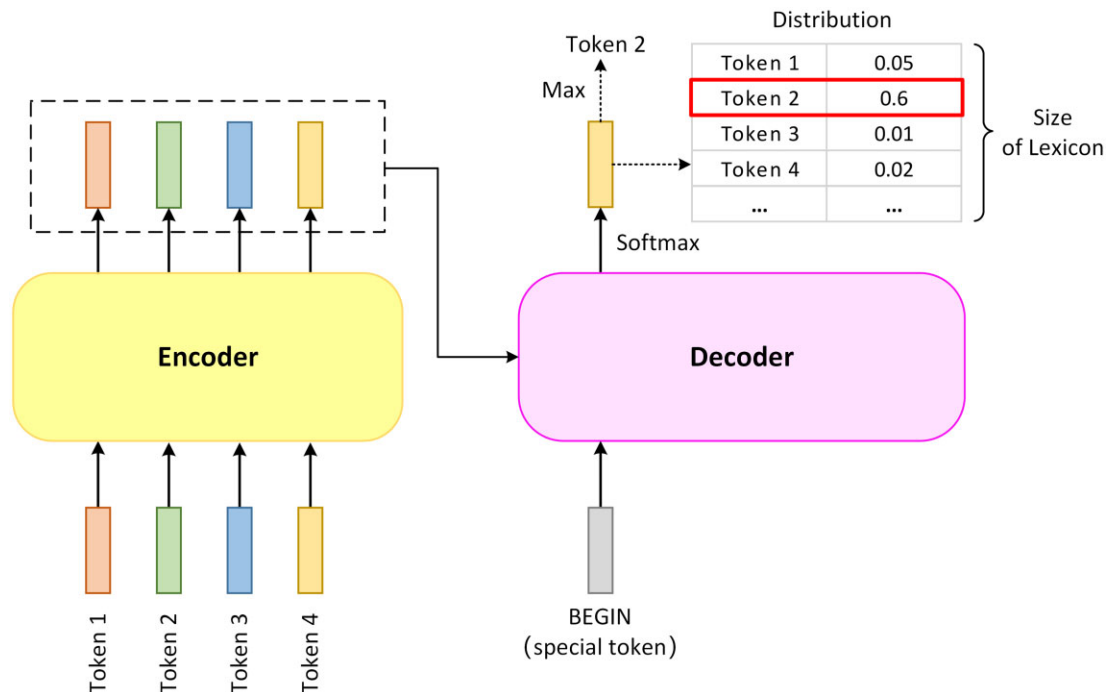 Distribution
Token 2
Max
Token 1 0.05
Token 2 0.6
Token 3 0.01
Token 4 0.02
... ...
Size
of Lexicon
Softmax
Encoder
Decoder
Token 1
Token 2
Token 3
Token 4
BEGIN
(special token)